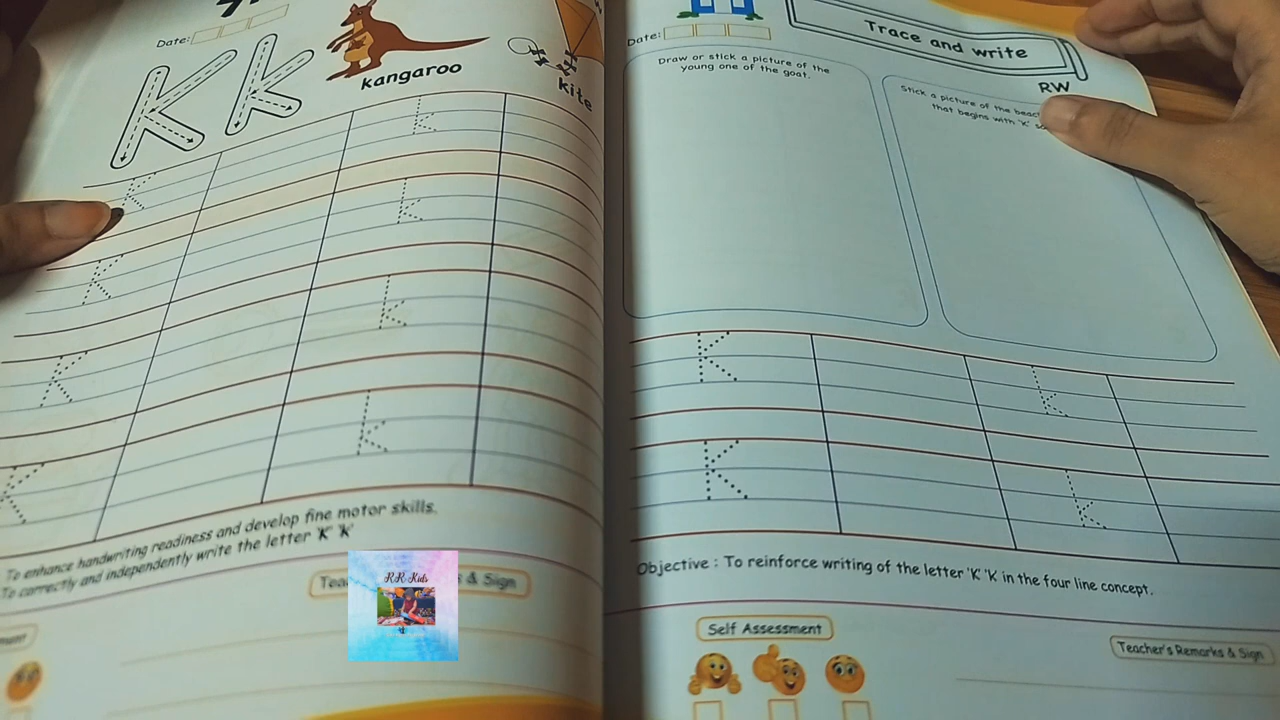 Date:
Kk
kangaroo
kite
K
k
K
k
K
k
K
k
To enhance handwriting readiness and develop fine motor skills.
To correctly and independently write the letter 'K' 'k'
& Sign
RR Kids
Date:
Trace and write
RW
Draw or stick a picture of the
young one of the goat.
Stick a picture of the
that begins with 'K'
K
k
K
k
Objective : To reinforce writing of the letter 'K' 'k' in the four line concept.
Self Assessment
Teacher's Remarks & Sign